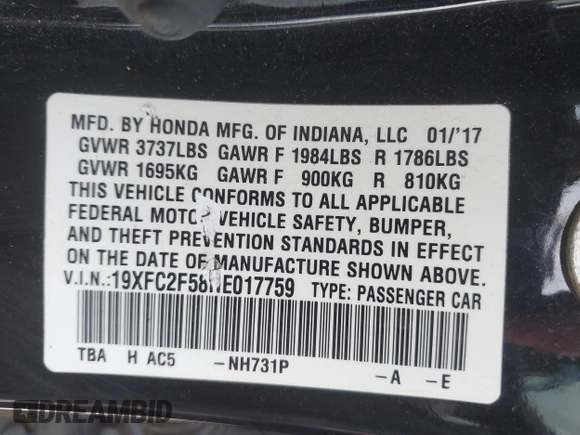 MFD. BY HONDA MFG. OF INDIANA, LLC 01/'17
GVWR 3737LBS GAWR F 1984LBS R 1786LBS
GVWR 1695KG GAWR F 900KG R 810KG
THIS VEHICLE CONFORMS TO ALL APPLICABLE
FEDERAL MOTOR VEHICLE SAFETY, BUMPER,
AND THEFT PREVENTION STANDARDS IN EFFECT
ON THE DATE OF MANUFACTURE SHOWN ABOVE.
V.I.N.: TYPE: PASSENGER CAR
TBA H AC5 -NH731P -A -E
DREAMBID